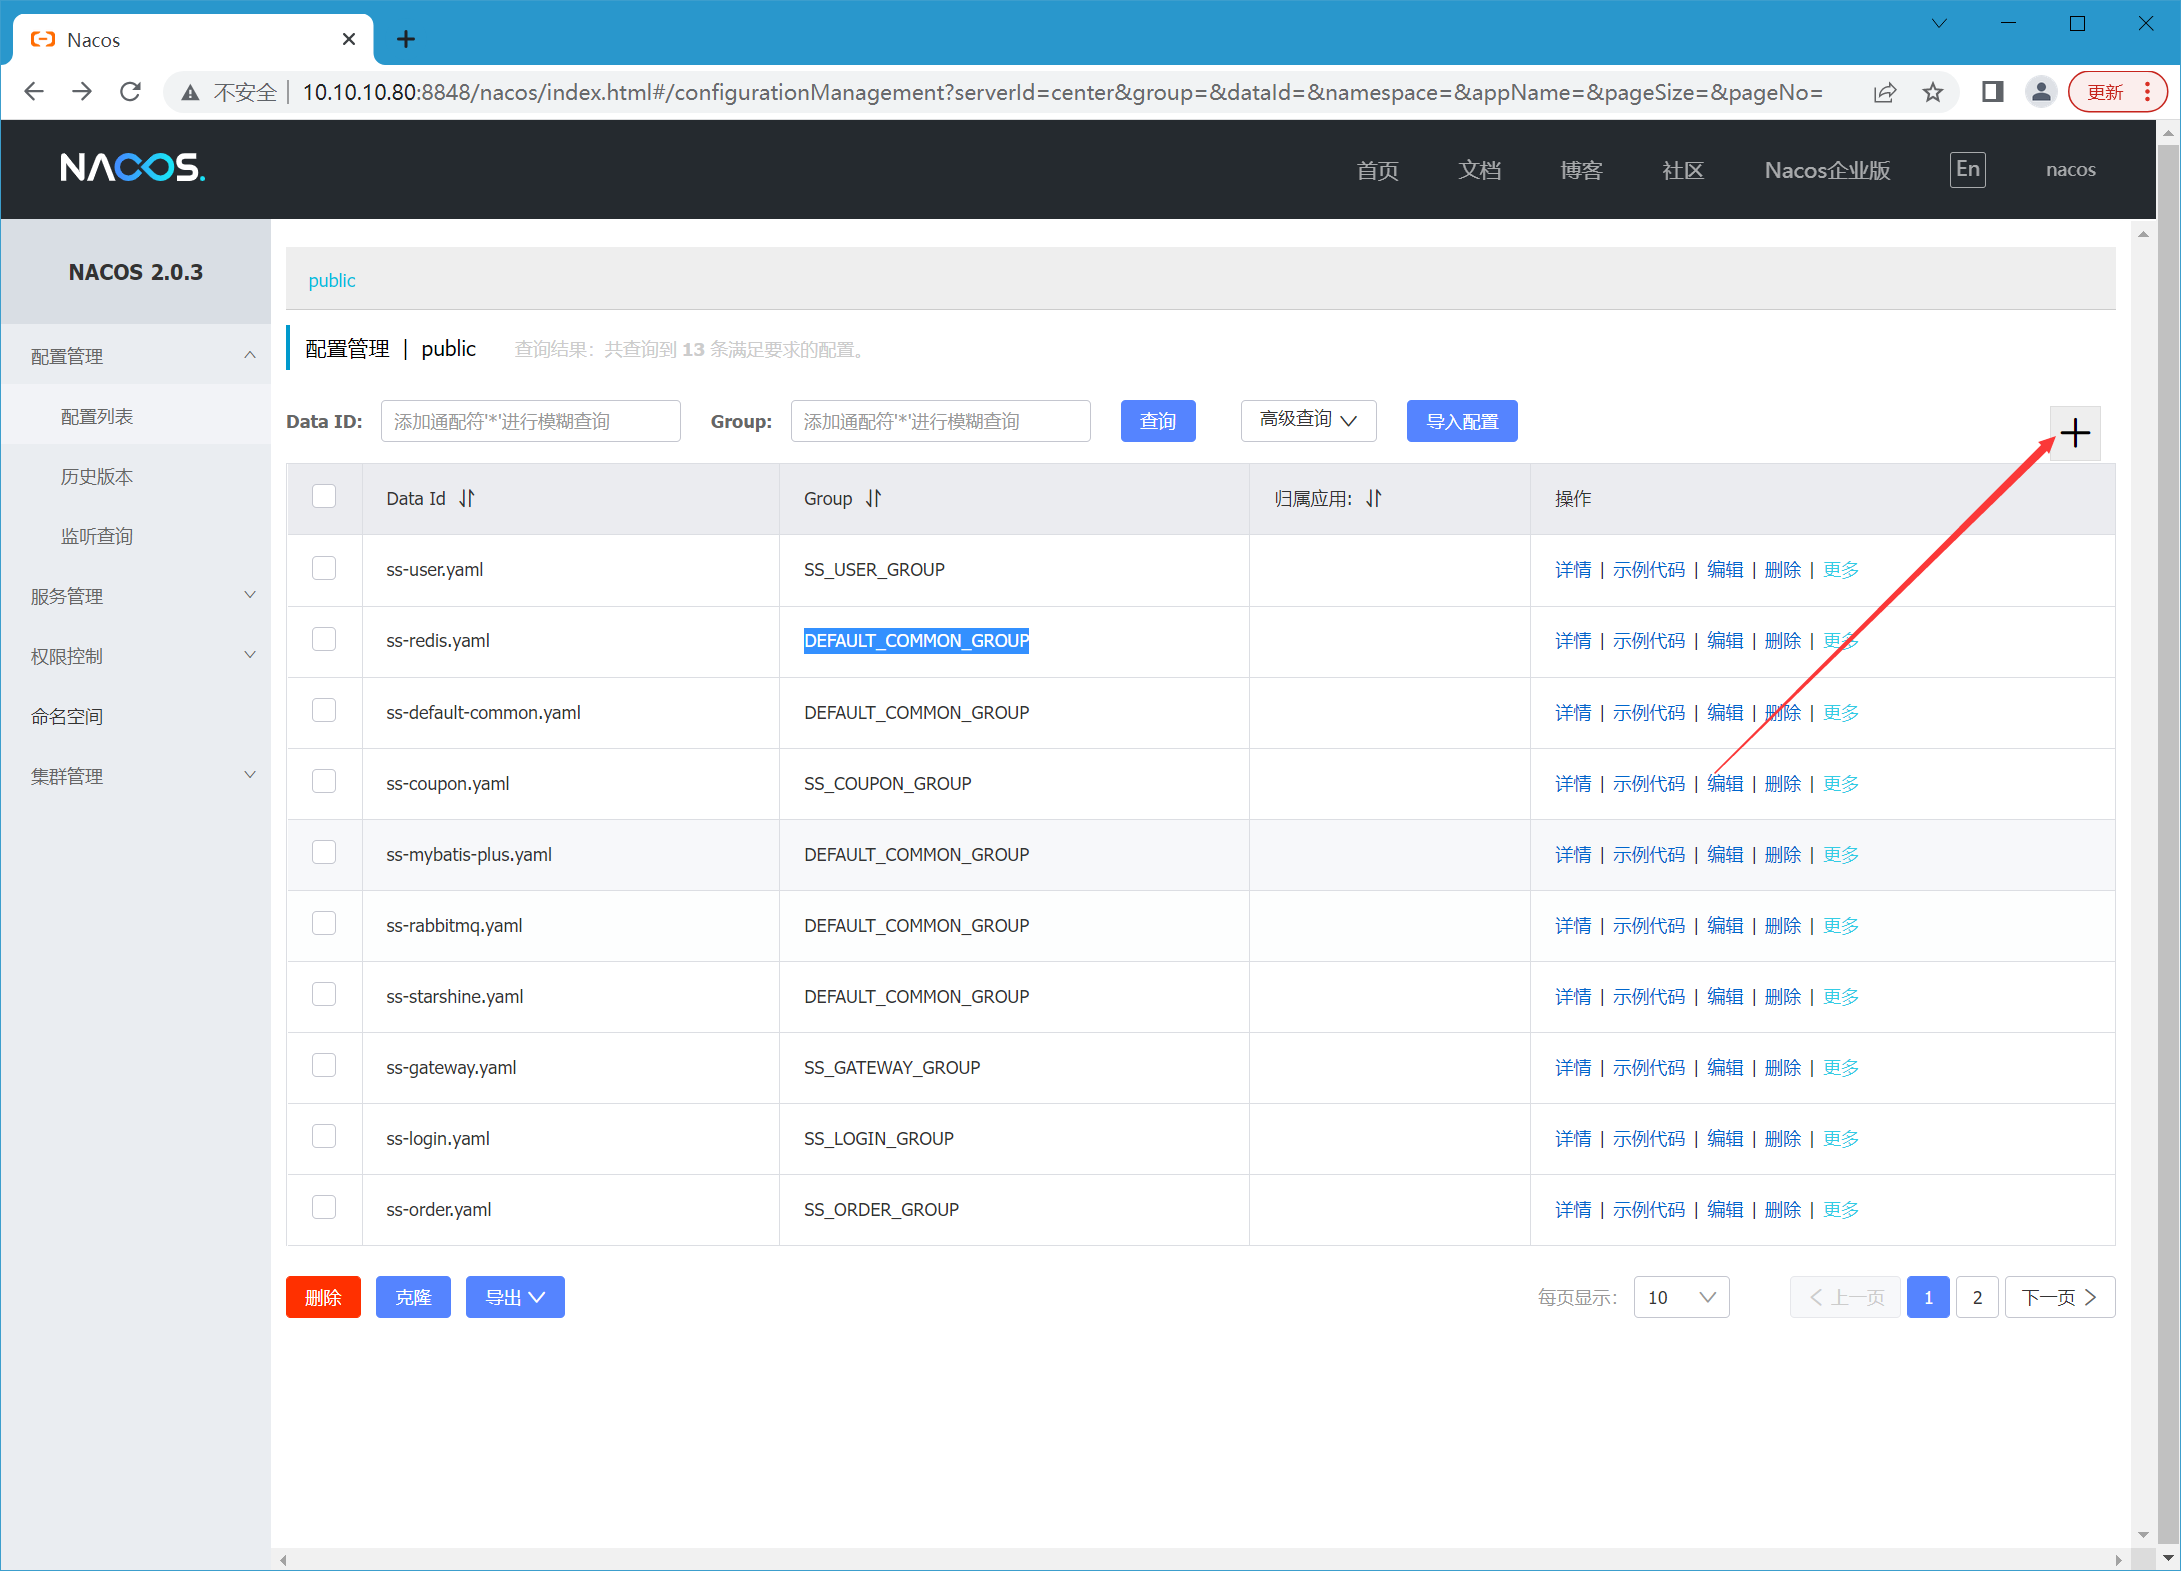 Nacos
不安全 10.10.10.80:8848/nacos/index.html#/configurationManagement?serverId=center&group=&dataId=&namespace=&appName=&pageSize=&pageNo= 更新
NACOS. 首页 文档 博客 社区 Nacos企业版 En nacos
NACOS 2.0.3
配置管理
配置列表
历史版本
监听查询
服务管理
权限控制
命名空间
集群管理
public
配置管理 | public 查询结果：共查询到 13 条满足要求的配置。
Data ID: 添加通配符'*'进行模糊查询 Group: 添加通配符'*'进行模糊查询 查询 高级查询 导入配置
Data Id Group 归属应用: 操作
ss-user.yaml SS_USER_GROUP 详情 | 示例代码 | 编辑 | 删除 | 更多
ss-redis.yaml DEFAULT_COMMON_GROUP 详情 | 示例代码 | 编辑 | 删除 | 更多
ss-default-common.yaml DEFAULT_COMMON_GROUP 详情 | 示例代码 | 编辑 | 删除 | 更多
ss-coupon.yaml SS_COUPON_GROUP 详情 | 示例代码 | 编辑 | 删除 | 更多
ss-mybatis-plus.yaml DEFAULT_COMMON_GROUP 详情 | 示例代码 | 编辑 | 删除 | 更多
ss-rabbitmq.yaml DEFAULT_COMMON_GROUP 详情 | 示例代码 | 编辑 | 删除 | 更多
ss-starshine.yaml DEFAULT_COMMON_GROUP 详情 | 示例代码 | 编辑 | 删除 | 更多
ss-gateway.yaml SS_GATEWAY_GROUP 详情 | 示例代码 | 编辑 | 删除 | 更多
ss-login.yaml SS_LOGIN_GROUP 详情 | 示例代码 | 编辑 | 删除 | 更多
ss-order.yaml SS_ORDER_GROUP 详情 | 示例代码 | 编辑 | 删除 | 更多
删除 克隆 导出 每页显示: 10 上一页 1 2 下一页